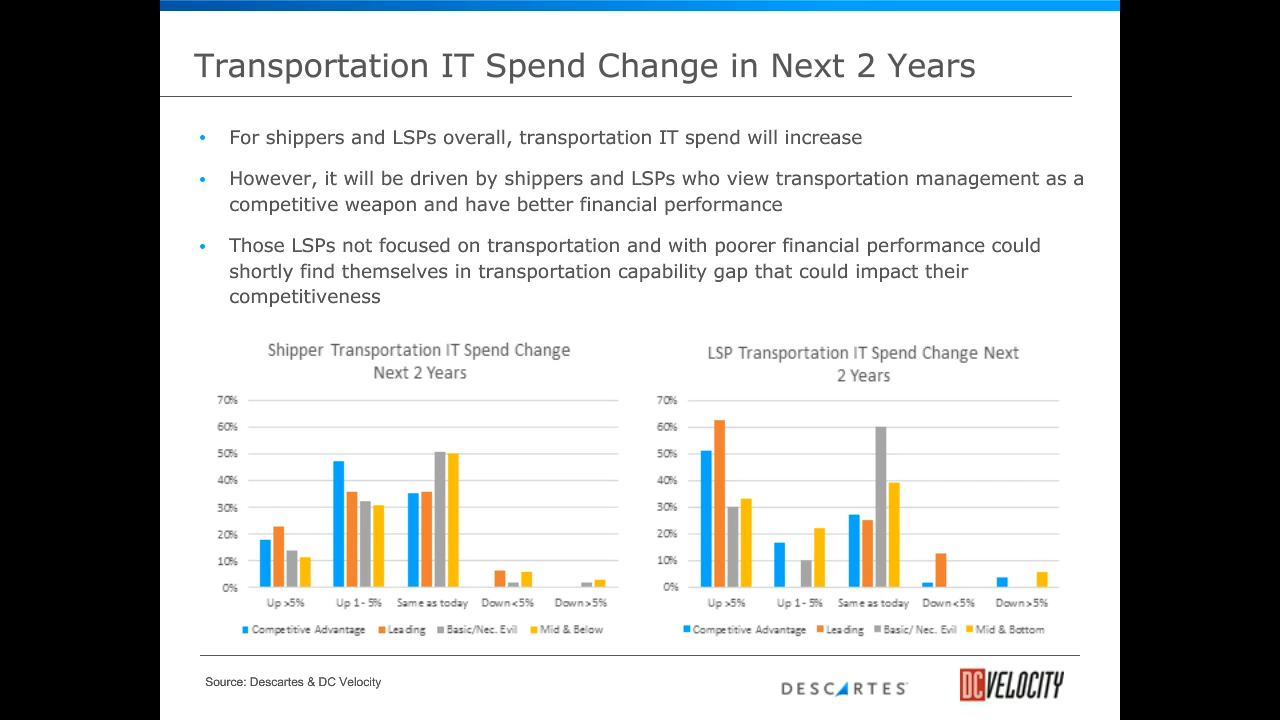 Transportation IT Spend Change in Next 2 Years
• For shippers and LSPs overall, transportation IT spend will increase
• However, it will be driven by shippers and LSPs who view transportation management as a
competitive weapon and have better financial performance
• Those LSPs not focused on transportation and with poorer financial performance could
shortly find themselves in transportation capability gap that could impact their
competitiveness
Shipper Transportation IT Spend Change
Next 2 Years
70%
60%
50%
40%
30%
20%
10%
0%
Up >5% Up 1 - 5% Same as today Down <5% Down >5%
Competitive Advantage Leading Basic/Nec. Evil Mid & Below
LSP Transportation IT Spend Change Next
2 Years
70%
60%
50%
40%
30%
20%
10%
0%
Up >5% Up 1 - 5% Same as today Down <5% Down >5%
Competitive Advantage Leading Basic/ Nec. Evil Mid & Bottom
Source: Descartes & DC Velocity
DESCARTES
DC VELOCITY